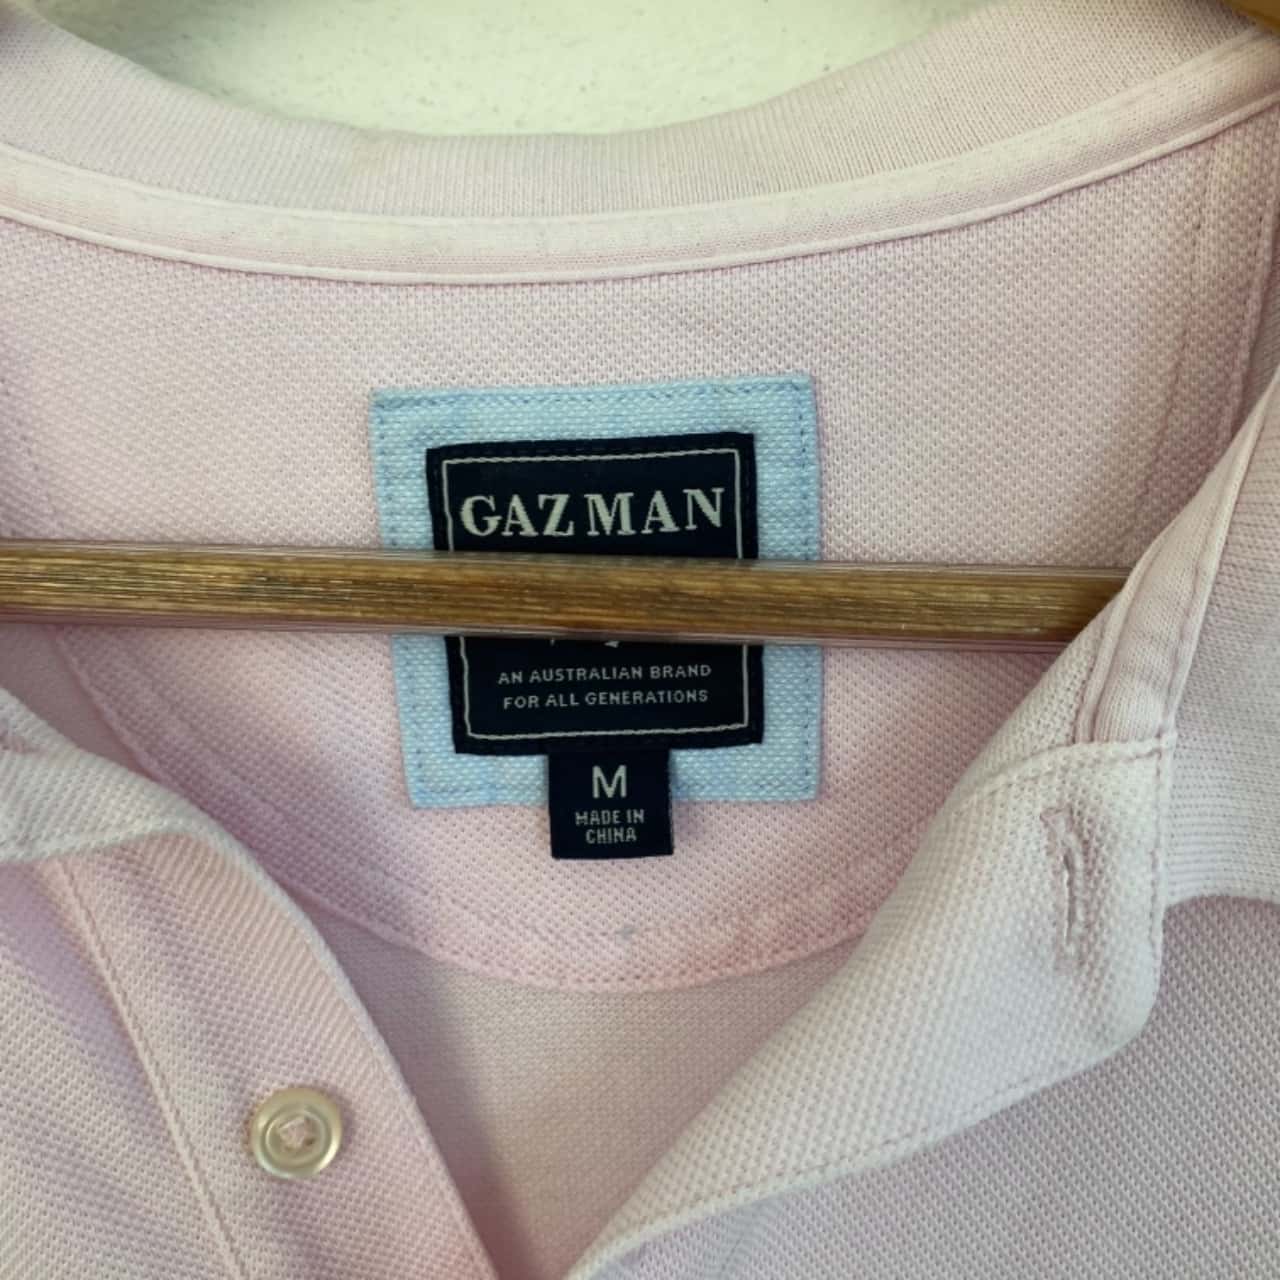 GAZMAN
AN AUSTRALIAN BRAND
FOR ALL GENERATIONS
M
MADE IN
CHINA